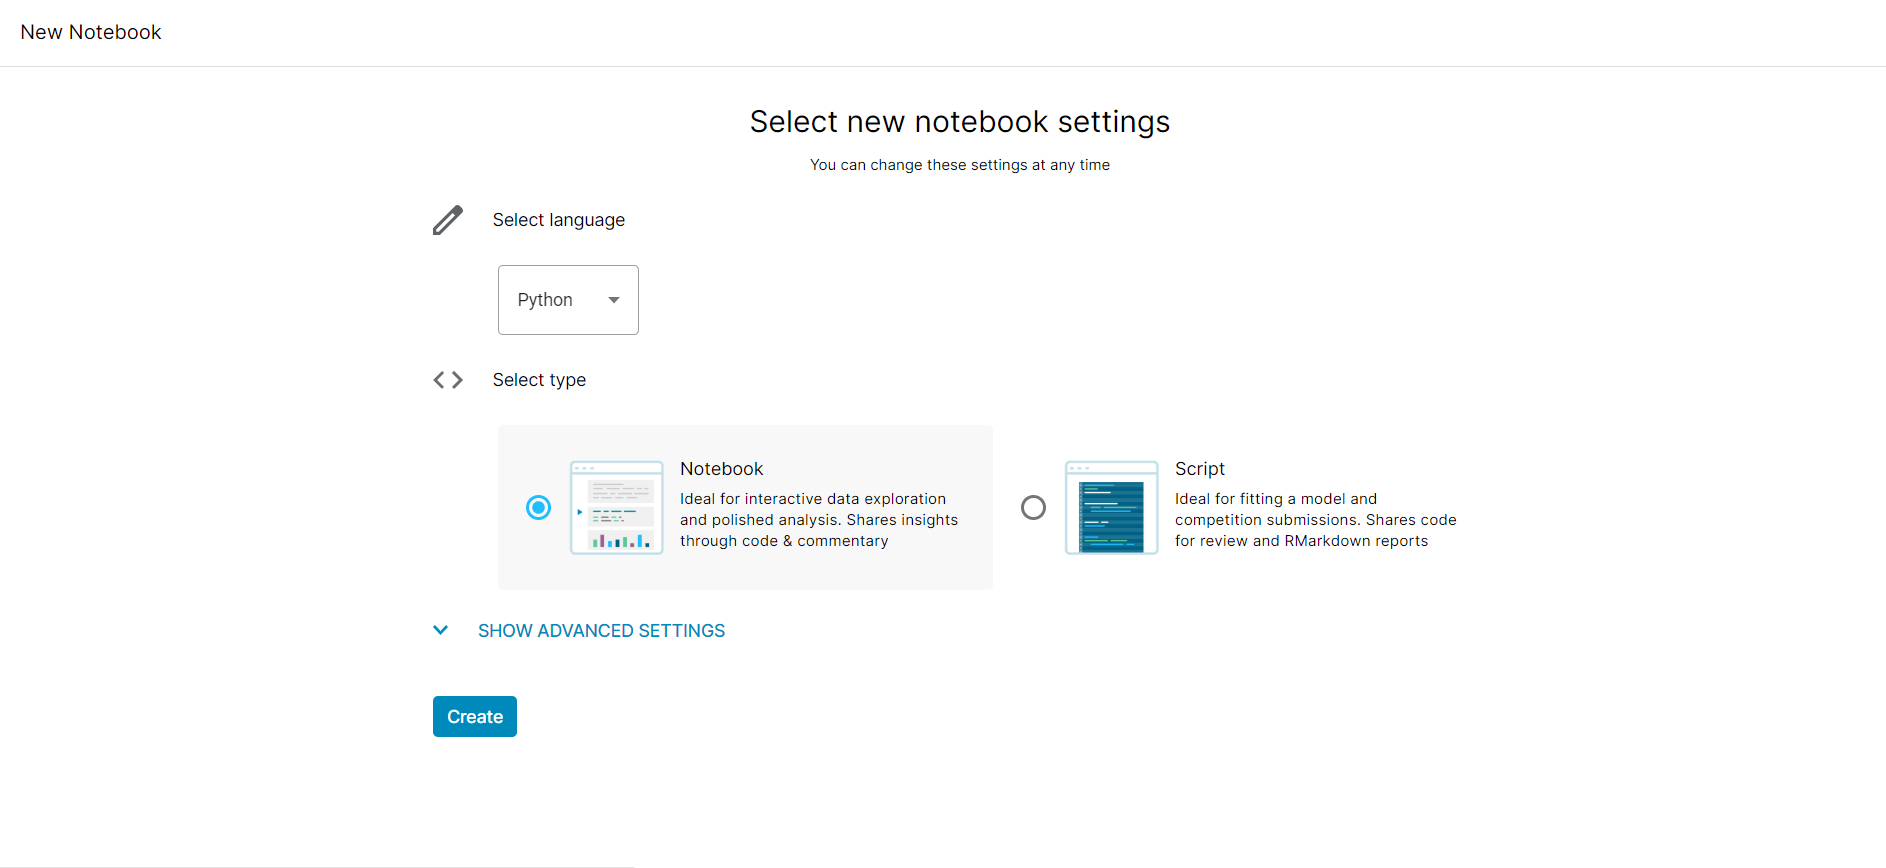 New Notebook
Select new notebook settings
You can change these settings at any time
Select language
Python
Select type
Notebook
Ideal for interactive data exploration
and polished analysis. Shares insights
through code & commentary
Script
Ideal for fitting a model and
competition submissions. Shares code
for review and RMarkdown reports
SHOW ADVANCED SETTINGS
Create